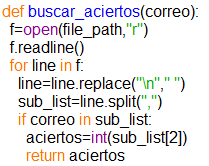 def buscar_aciertos(correo):
f=open(file_path,"r")
f.readline()
for line in f:
line=line.replace("\n"," ")
sub_list=line.split(",")
if correo in sub_list:
aciertos=int(sub_list[2])
return aciertos